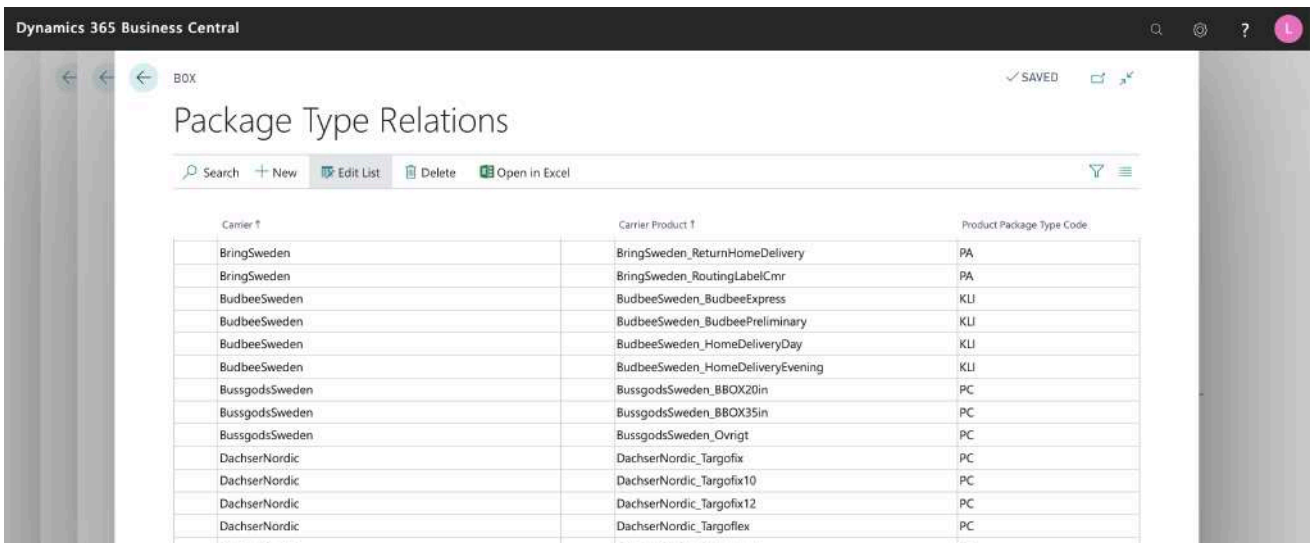 Dynamics 365 Business Central
? L
BOX
SAVED
Package Type Relations
Search New Edit List Delete Open in Excel
Carrier ↑ Carrier Product ↑ Product Package Type Code
BringSweden BringSweden_ReturnHomeDelivery PA
BringSweden BringSweden_RoutingLabelCmr PA
BudbeeSweden BudbeeSweden_BudbeeExpress KLI
BudbeeSweden BudbeeSweden_BudbeePreliminary KLI
BudbeeSweden BudbeeSweden_HomeDeliveryDay KLI
BudbeeSweden BudbeeSweden_HomeDeliveryEvening KLI
BussgodsSweden BussgodsSweden_BBOX20in PC
BussgodsSweden BussgodsSweden_BBOX35in PC
BussgodsSweden BussgodsSweden_Ovrigt PC
DachserNordic DachserNordic_Targofix PC
DachserNordic DachserNordic_Targofix10 PC
DachserNordic DachserNordic_Targofix12 PC
DachserNordic DachserNordic_Targoflex PC